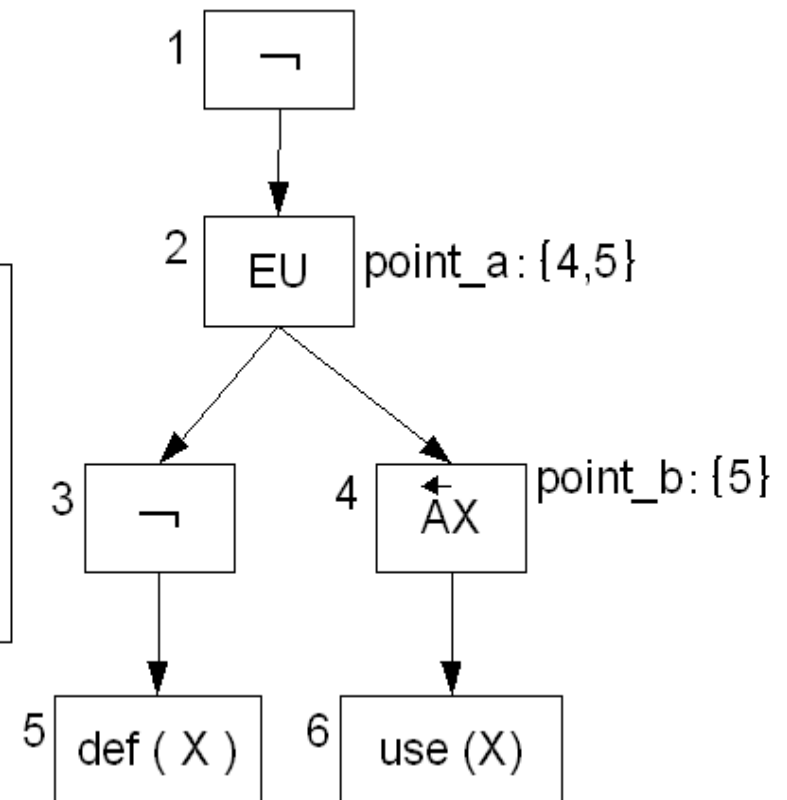 1
¬
2
EU
point_a: {4,5}
3
¬
4
←
AX
point_b: {5}
5
def ( X )
6
use (X)